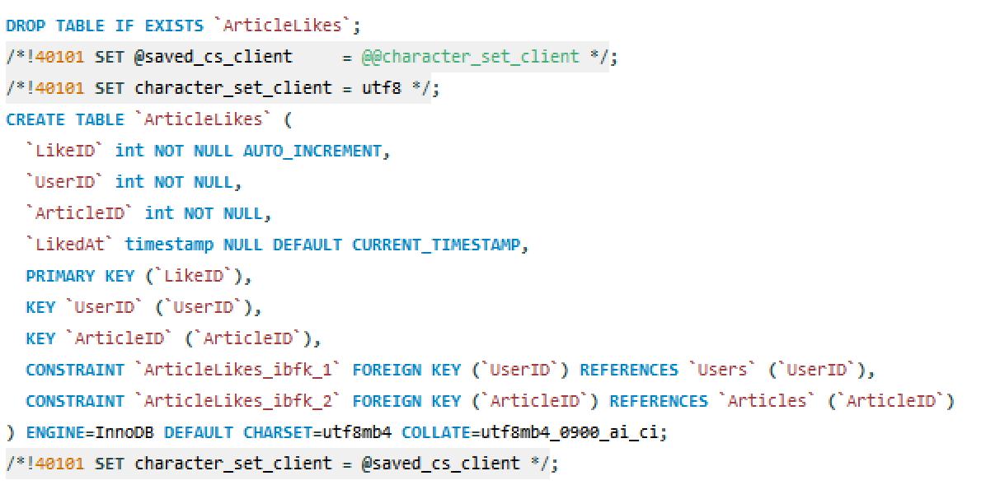 DROP TABLE IF EXISTS `ArticleLikes`;
/*!40101 SET @saved_cs_client     = @@character_set_client */;
/*!40101 SET character_set_client = utf8 */;
CREATE TABLE `ArticleLikes` (
  `LikeID` int NOT NULL AUTO_INCREMENT,
  `UserID` int NOT NULL,
  `ArticleID` int NOT NULL,
  `LikedAt` timestamp NULL DEFAULT CURRENT_TIMESTAMP,
  PRIMARY KEY (`LikeID`),
  KEY `UserID` (`UserID`),
  KEY `ArticleID` (`ArticleID`),
  CONSTRAINT `ArticleLikes_ibfk_1` FOREIGN KEY (`UserID`) REFERENCES `Users` (`UserID`),
  CONSTRAINT `ArticleLikes_ibfk_2` FOREIGN KEY (`ArticleID`) REFERENCES `Articles` (`ArticleID`)
) ENGINE=InnoDB DEFAULT CHARSET=utf8mb4 COLLATE=utf8mb4_0900_ai_ci;
/*!40101 SET character_set_client = @saved_cs_client */;